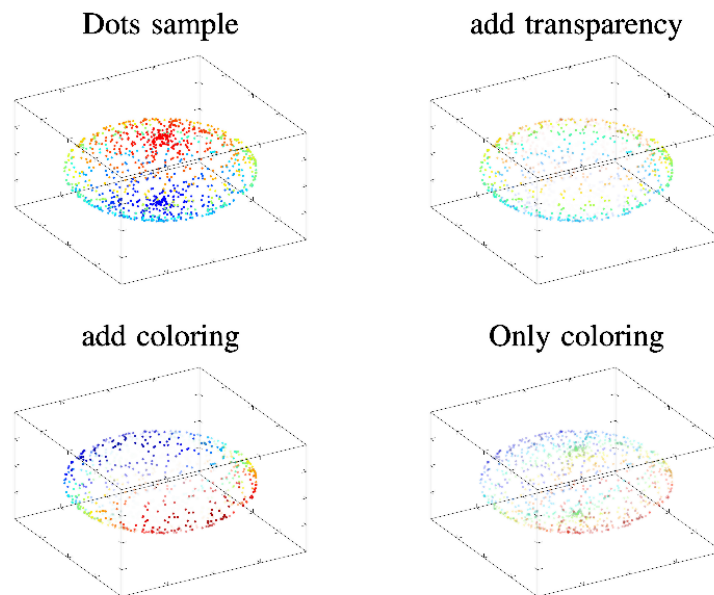 Dots sample
add transparency
add coloring
Only coloring